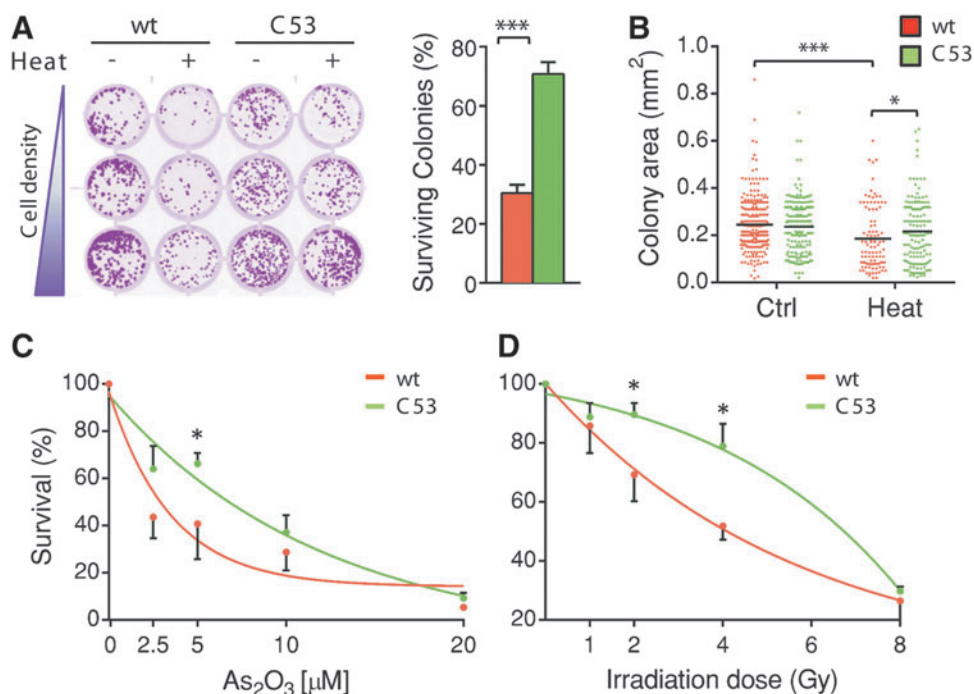 A
wt
C53
Heat
- + - +
Cell density
***
Surviving Colonies (%)
80
60
40
20
0
B
wt
C53
***
*
Colony area (mm²)
1.0
0.8
0.6
0.4
0.2
0.0
Ctrl Heat
C
wt
C53
*
Survival (%)
100
80
60
40
20
0
0 2.5 5 10 20
As₂O₃ [μM]
D
wt
C53
* *
100
80
60
40
20
1 2 4 6 8
Irradiation dose (Gy)